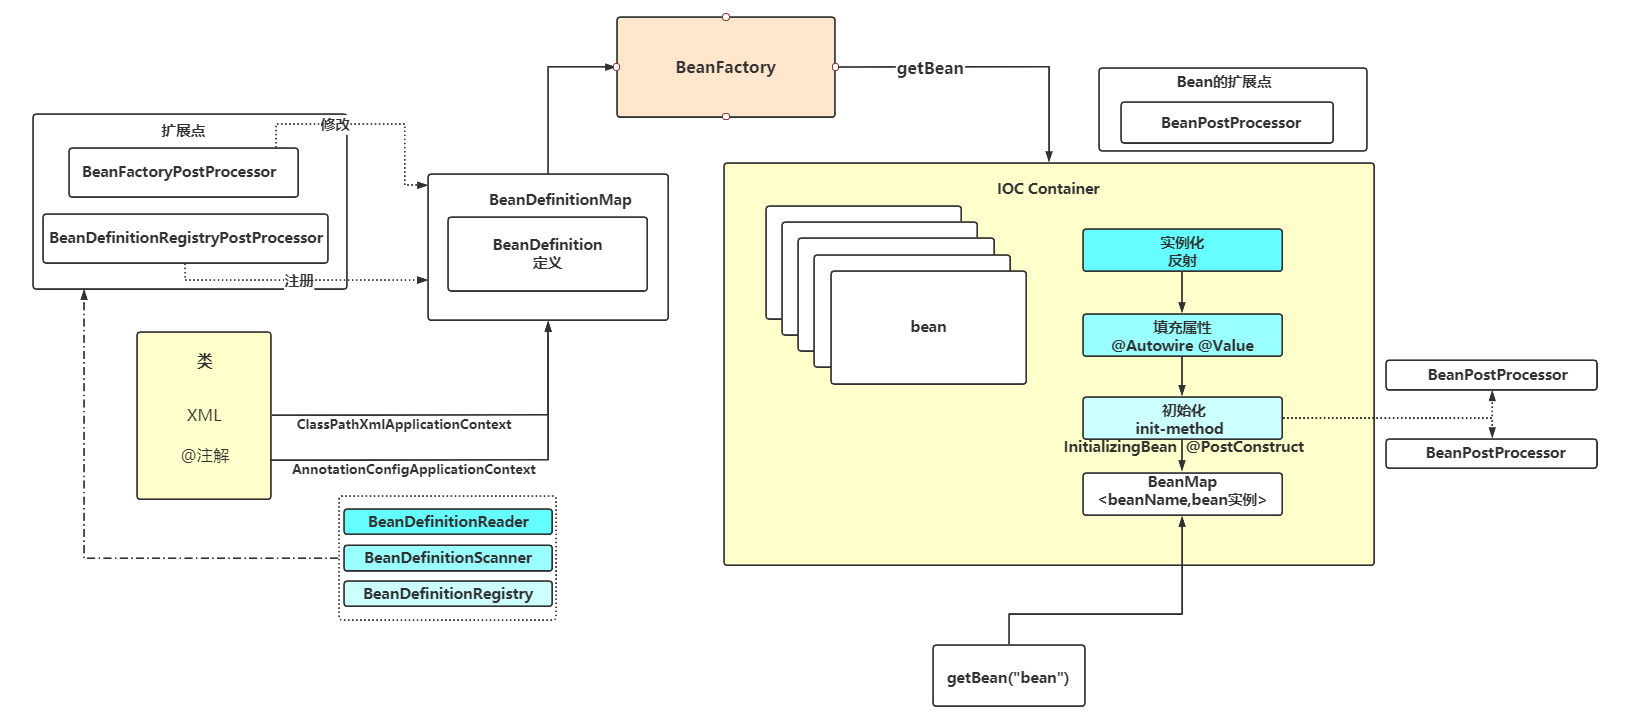 BeanFactory
getBean
Bean的扩展点
BeanPostProcessor
扩展点
修改
BeanFactoryPostProcessor
BeanDefinitionRegistryPostProcessor
注册
BeanDefinitionMap
BeanDefinition
定义
类
XML
@注解
ClassPathXmlApplicationContext
AnnotationConfigApplicationContext
BeanDefinitionReader
BeanDefinitionScanner
BeanDefinitionRegistry
IOC Container
bean
实例化
反射
填充属性
@Autowire @Value
初始化
init-method
InitializingBean @PostConstruct
BeanMap
<beanName,bean实例>
BeanPostProcessor
BeanPostProcessor
getBean("bean")